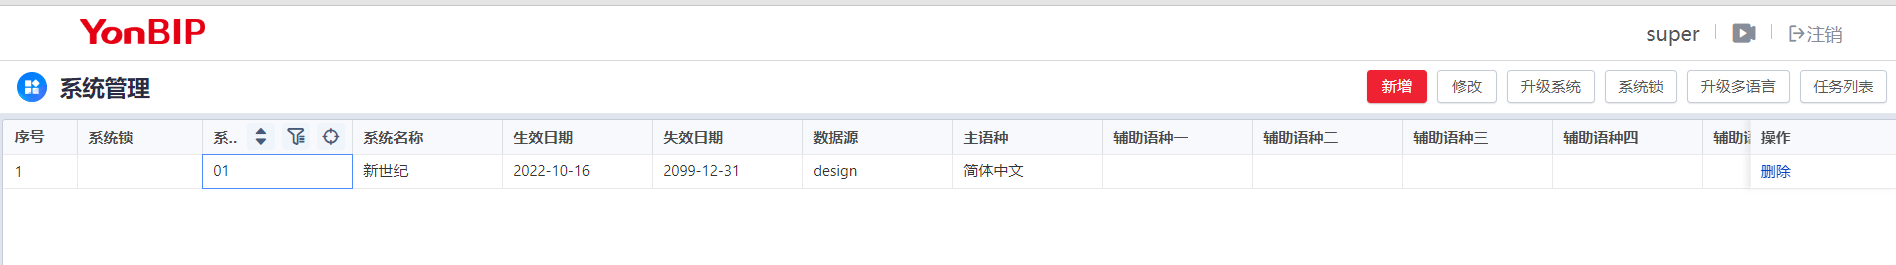 YonBIP
super 注销
系统管理 新增 修改 升级系统 系统锁 升级多语言 任务列表
序号 系统锁 系.. 系统名称 生效日期 失效日期 数据源 主语种 辅助语种一 辅助语种二 辅助语种三 辅助语种四 辅助 操作
1 01 新世纪 2022-10-16 2099-12-31 design 简体中文 删除